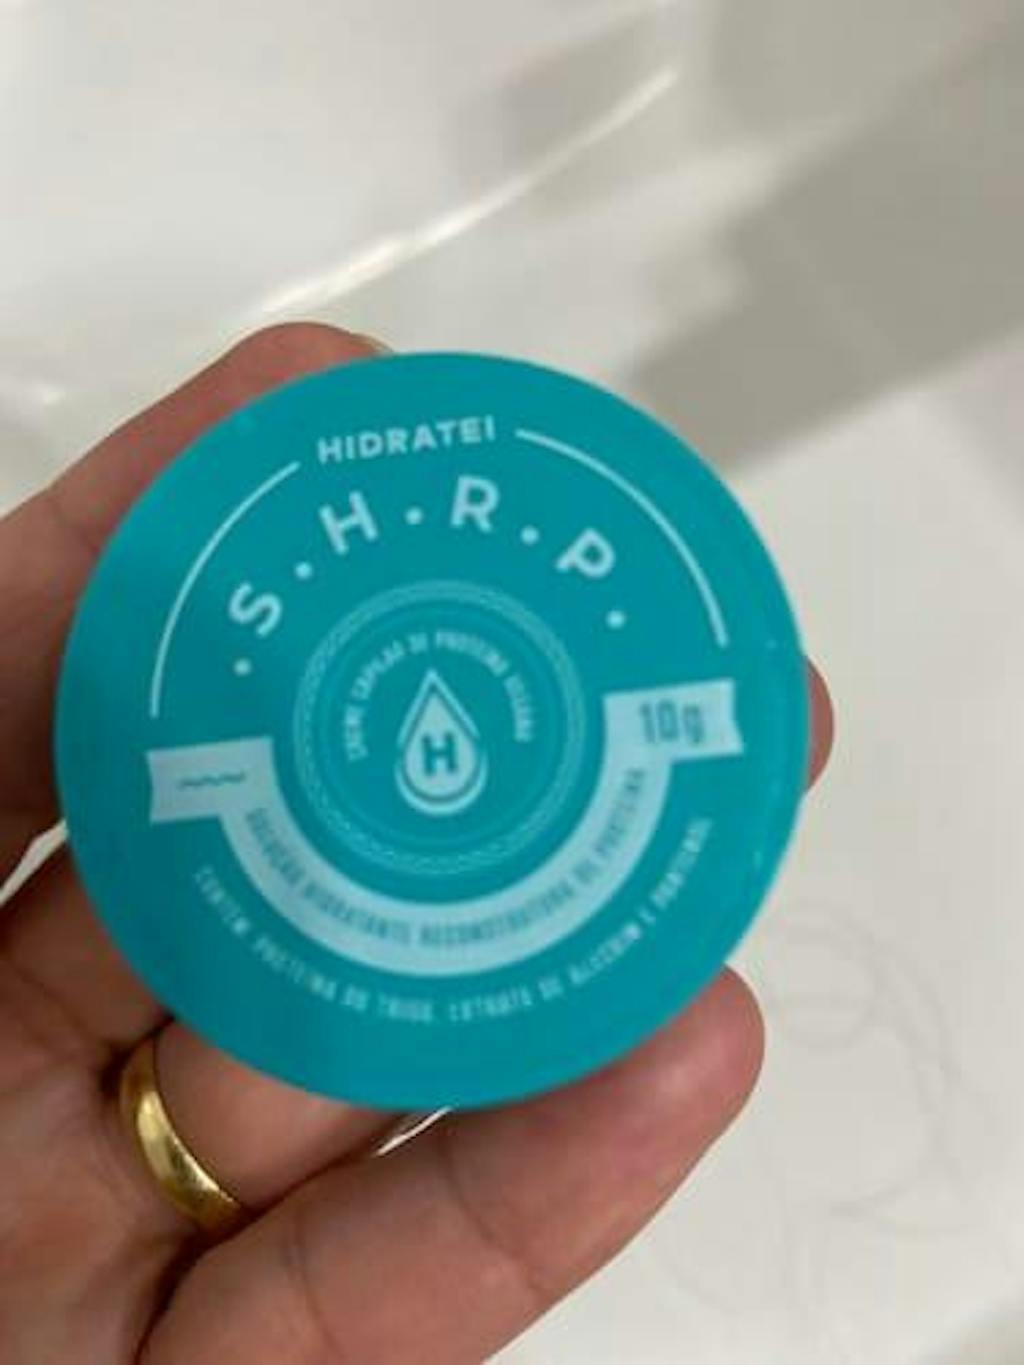 HIDRATEI
• S • H • R • P •
CREME CAPILAR DE PROTEÍNA VEGANA
H
10g
SOLUÇÃO HIDRATANTE RECONSTRUTORA DE PROTEÍNA
CONTÉM: PROTEÍNA DO TRIGO, EXTRATO DE ALECRIM E PANTENOL